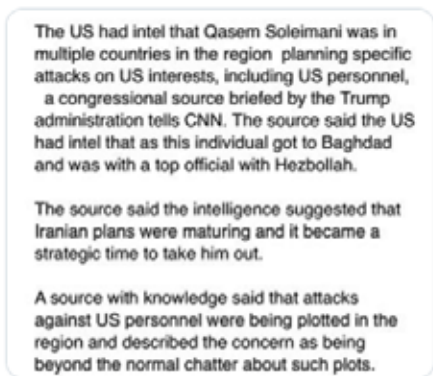 The US had intel that Qasem Soleimani was in
multiple countries in the region planning specific
attacks on US interests, including US personnel,
a congressional source briefed by the Trump
administration tells CNN. The source said the US
had intel that as this individual got to Baghdad
and was with a top official with Hezbollah.
The source said the intelligence suggested that
Iranian plans were maturing and it became a
strategic time to take him out.
A source with knowledge said that attacks
against US personnel were being plotted in the
region and described the concern as being
beyond the normal chatter about such plots.